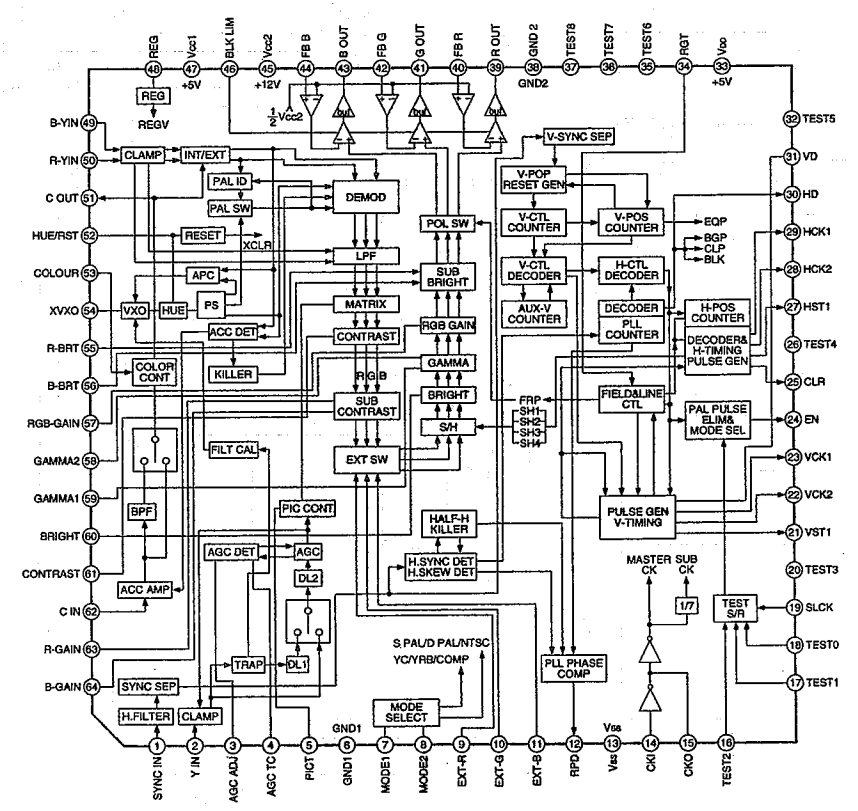 REG
Vcc1
BLK LIM
Vcc2
FB B
B OUT
FB G
G OUT
FB R
R OUT
GND 2
TEST8
TEST7
TEST6
RGT
VDD
48
47
46
45
44
43
42
41
40
39
38
37
36
35
34
33
+5V
+12V
GND2
+5V
REG
REGV
1/2 Vcc2
buf
buf
buf
B-YIN 49
R-YIN 50
C OUT 51
HUE/RST 52
COLOUR 53
XVXO 54
R-BRT 55
B-BRT 56
RGB-GAIN 57
GAMMA2 58
GAMMA1 59
BRIGHT 60
CONTRAST 61
C IN 62
R-GAIN 63
B-GAIN 64
32 TEST5
31 VD
30 HD
29 HCK1
28 HCK2
27 HST1
26 TEST4
25 CLR
24 EN
23 VCK1
22 VCK2
21 VST1
20 TEST3
19 SLCK
18 TEST0
17 TEST1
CLAMP
INT/EXT
PAL ID
PAL SW
RESET
XCLR
APC
VXO
HUE
PS
ACC DET
COLOR
CONT
KILLER
FILT CAL
BPF
ACC AMP
DEMOD
LPF
MATRIX
CONTRAST
R G B
SUB
CONTRAST
EXT SW
POL SW
SUB
BRIGHT
RGB GAIN
GAMMA
BRIGHT
S/H
V-SYNC SEP
V-POP
RESET GEN
V-CTL
COUNTER
V-POS
COUNTER
EQP
BGP
CLP
BLK
V-CTL
DECODER
H-CTL
DECODER
AUX-V
COUNTER
DECODER
PLL
COUNTER
H-POS
COUNTER
DECODER&
H-TIMING
PULSE GEN
FRP
SH1
SH2
SH3
SH4
FIELD&LINE
CTL
PAL PULSE
ELIM&
MODE SEL
PULSE GEN
V-TIMING
PIC CONT
AGC DET
AGC
DL2
HALF-H
KILLER
H.SYNC DET
H.SKEW DET
MASTER
CK
SUB
CK
1/7
TEST
S/R
TRAP
DL1
SYNC SEP
H.FILTER
CLAMP
S.PAL/D PAL/NTSC
YC/YRB/COMP
MODE
SELECT
PLL PHASE
COMP
GND1
Vss
1
2
3
4
5
6
7
8
9
10
11
12
13
14
15
16
SYNC IN
Y IN
AGC ADJ
AGC TC
PICT
GND1
MODE1
MODE2
EXT-R
EXT-G
EXT-B
RPD
Vss
CKI
CKO
TEST2